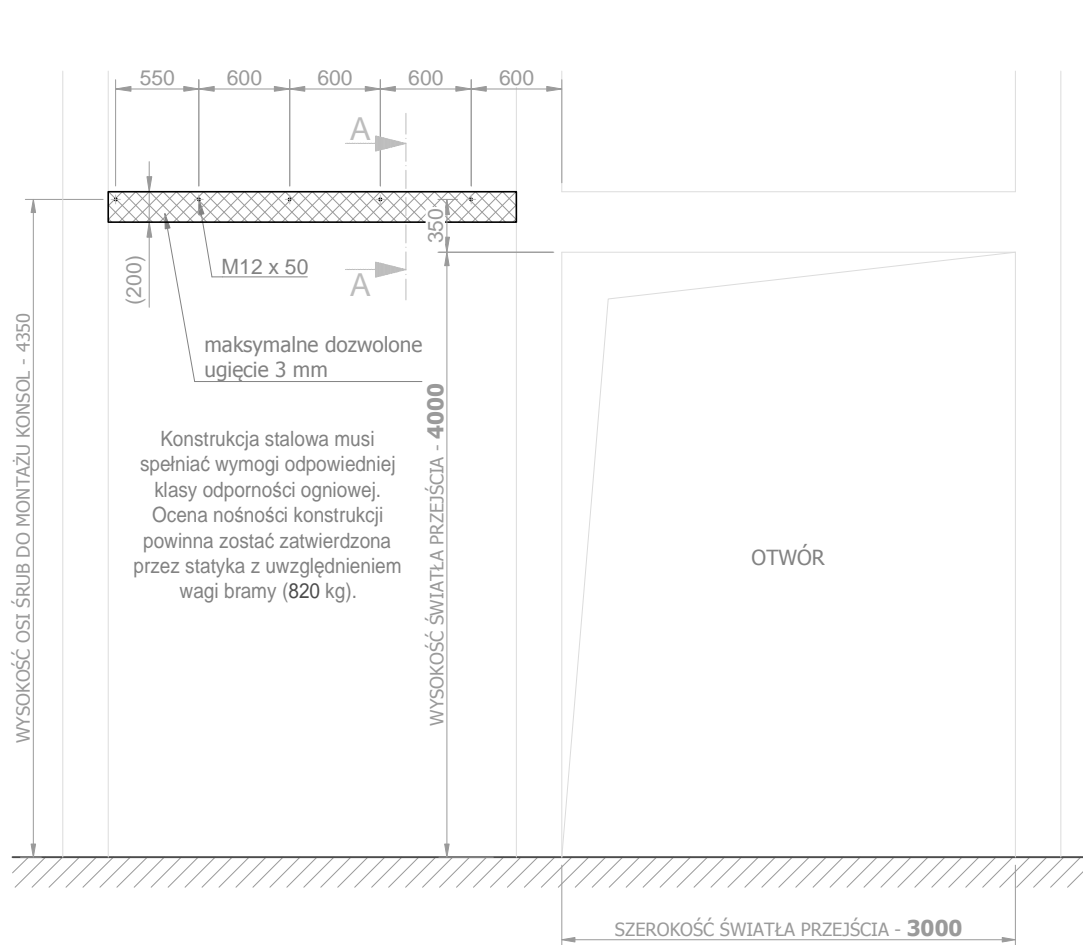 550 600 600 600 600
A
350
(200)
M12 x 50
A
maksymalne dozwolone
ugięcie 3 mm
WYSOKOŚĆ OSI ŚRUB DO MONTAŻU KONSOL - 4350
WYSOKOŚĆ ŚWIATŁA PRZEJŚCIA - 4000
Konstrukcja stalowa musi
spełniać wymogi odpowiedniej
klasy odporności ogniowej.
Ocena nośności konstrukcji
powinna zostać zatwierdzona
przez statyka z uwzględnieniem
wagi bramy (820 kg).
OTWÓR
SZEROKOŚĆ ŚWIATŁA PRZEJŚCIA - 3000